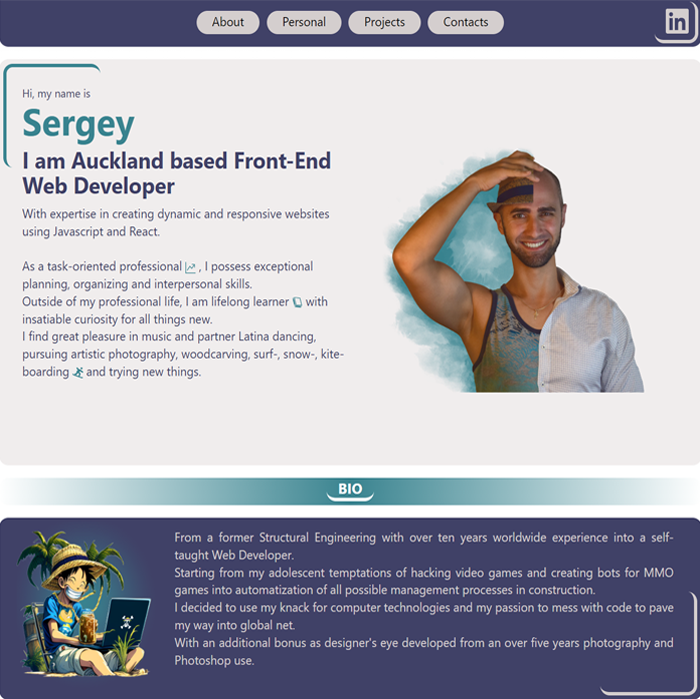 About
Personal
Projects
Contacts
in
Hi, my name is
Sergey
I am Auckland based Front-End
Web Developer
With expertise in creating dynamic and responsive websites
using Javascript and React.
As a task-oriented professional , I possess exceptional
planning, organizing and interpersonal skills.
Outside of my professional life, I am lifelong learner with
insatiable curiosity for all things new.
I find great pleasure in music and partner Latina dancing,
pursuing artistic photography, woodcarving, surf-, snow-, kite-
boarding and trying new things.
BIO
From a former Structural Engineering with over ten years worldwide experience into a self-
taught Web Developer.
Starting from my adolescent temptations of hacking video games and creating bots for MMO
games into automatization of all possible management processes in construction.
I decided to use my knack for computer technologies and my passion to mess with code to pave
my way into global net.
With an additional bonus as designer's eye developed from an over five years photography and
Photoshop use.